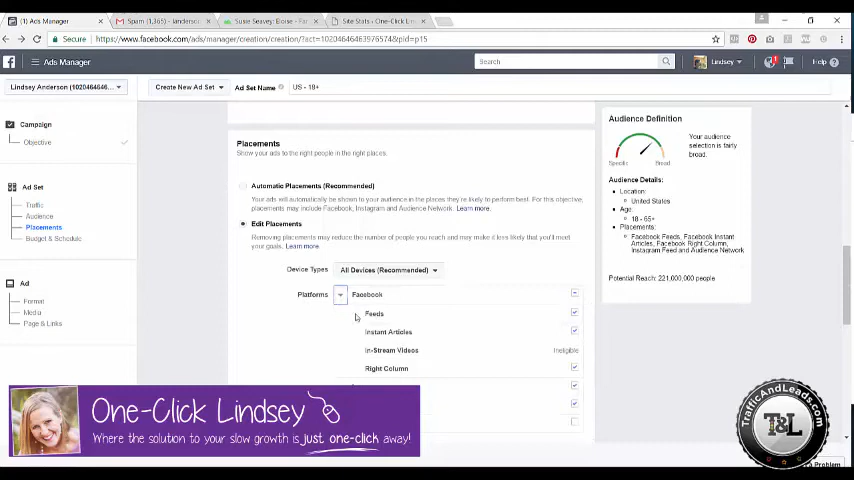 (1) Ads Manager
Spam (1,365) - landerson
Susie Seavey: Eloise - Fa
Site Stats ‹ One-Click Lin
Secure
https://www.facebook.com/ads/manager/creation/creation/?act=10204646463976574&pid=p15
Ads Manager
Search
Lindsey
1
Help
Lindsey Anderson (1020464646...
Create New Ad Set
Ad Set Name
US - 18+
Campaign
Objective
Ad Set
Traffic
Audience
Placements
Budget & Schedule
Ad
Format
Media
Page & Links
Placements
Show your ads to the right people in the right places.
Automatic Placements (Recommended)
Your ads will automatically be shown to your audience in the places they're likely to perform best. For this objective,
placements may include Facebook, Instagram and Audience Network. Learn more.
Edit Placements
Removing placements may reduce the number of people you reach and may make it less likely that you'll meet
your goals. Learn more.
Device Types
All Devices (Recommended)
Platforms
Facebook
Feeds
Instant Articles
In-Stream Videos
Ineligible
Right Column
Audience Definition
Specific
Broad
Your audience
selection is fairly
broad.
Audience Details:
Location:
United States
Age:
18 - 65+
Placements:
Facebook Feeds, Facebook Instant
Articles, Facebook Right Column,
Instagram Feed and Audience Network
Potential Reach: 221,000,000 people
One-Click Lindsey
Where the solution to your slow growth is just one-click away!
TrafficAndLeads.com
T&L
Problem